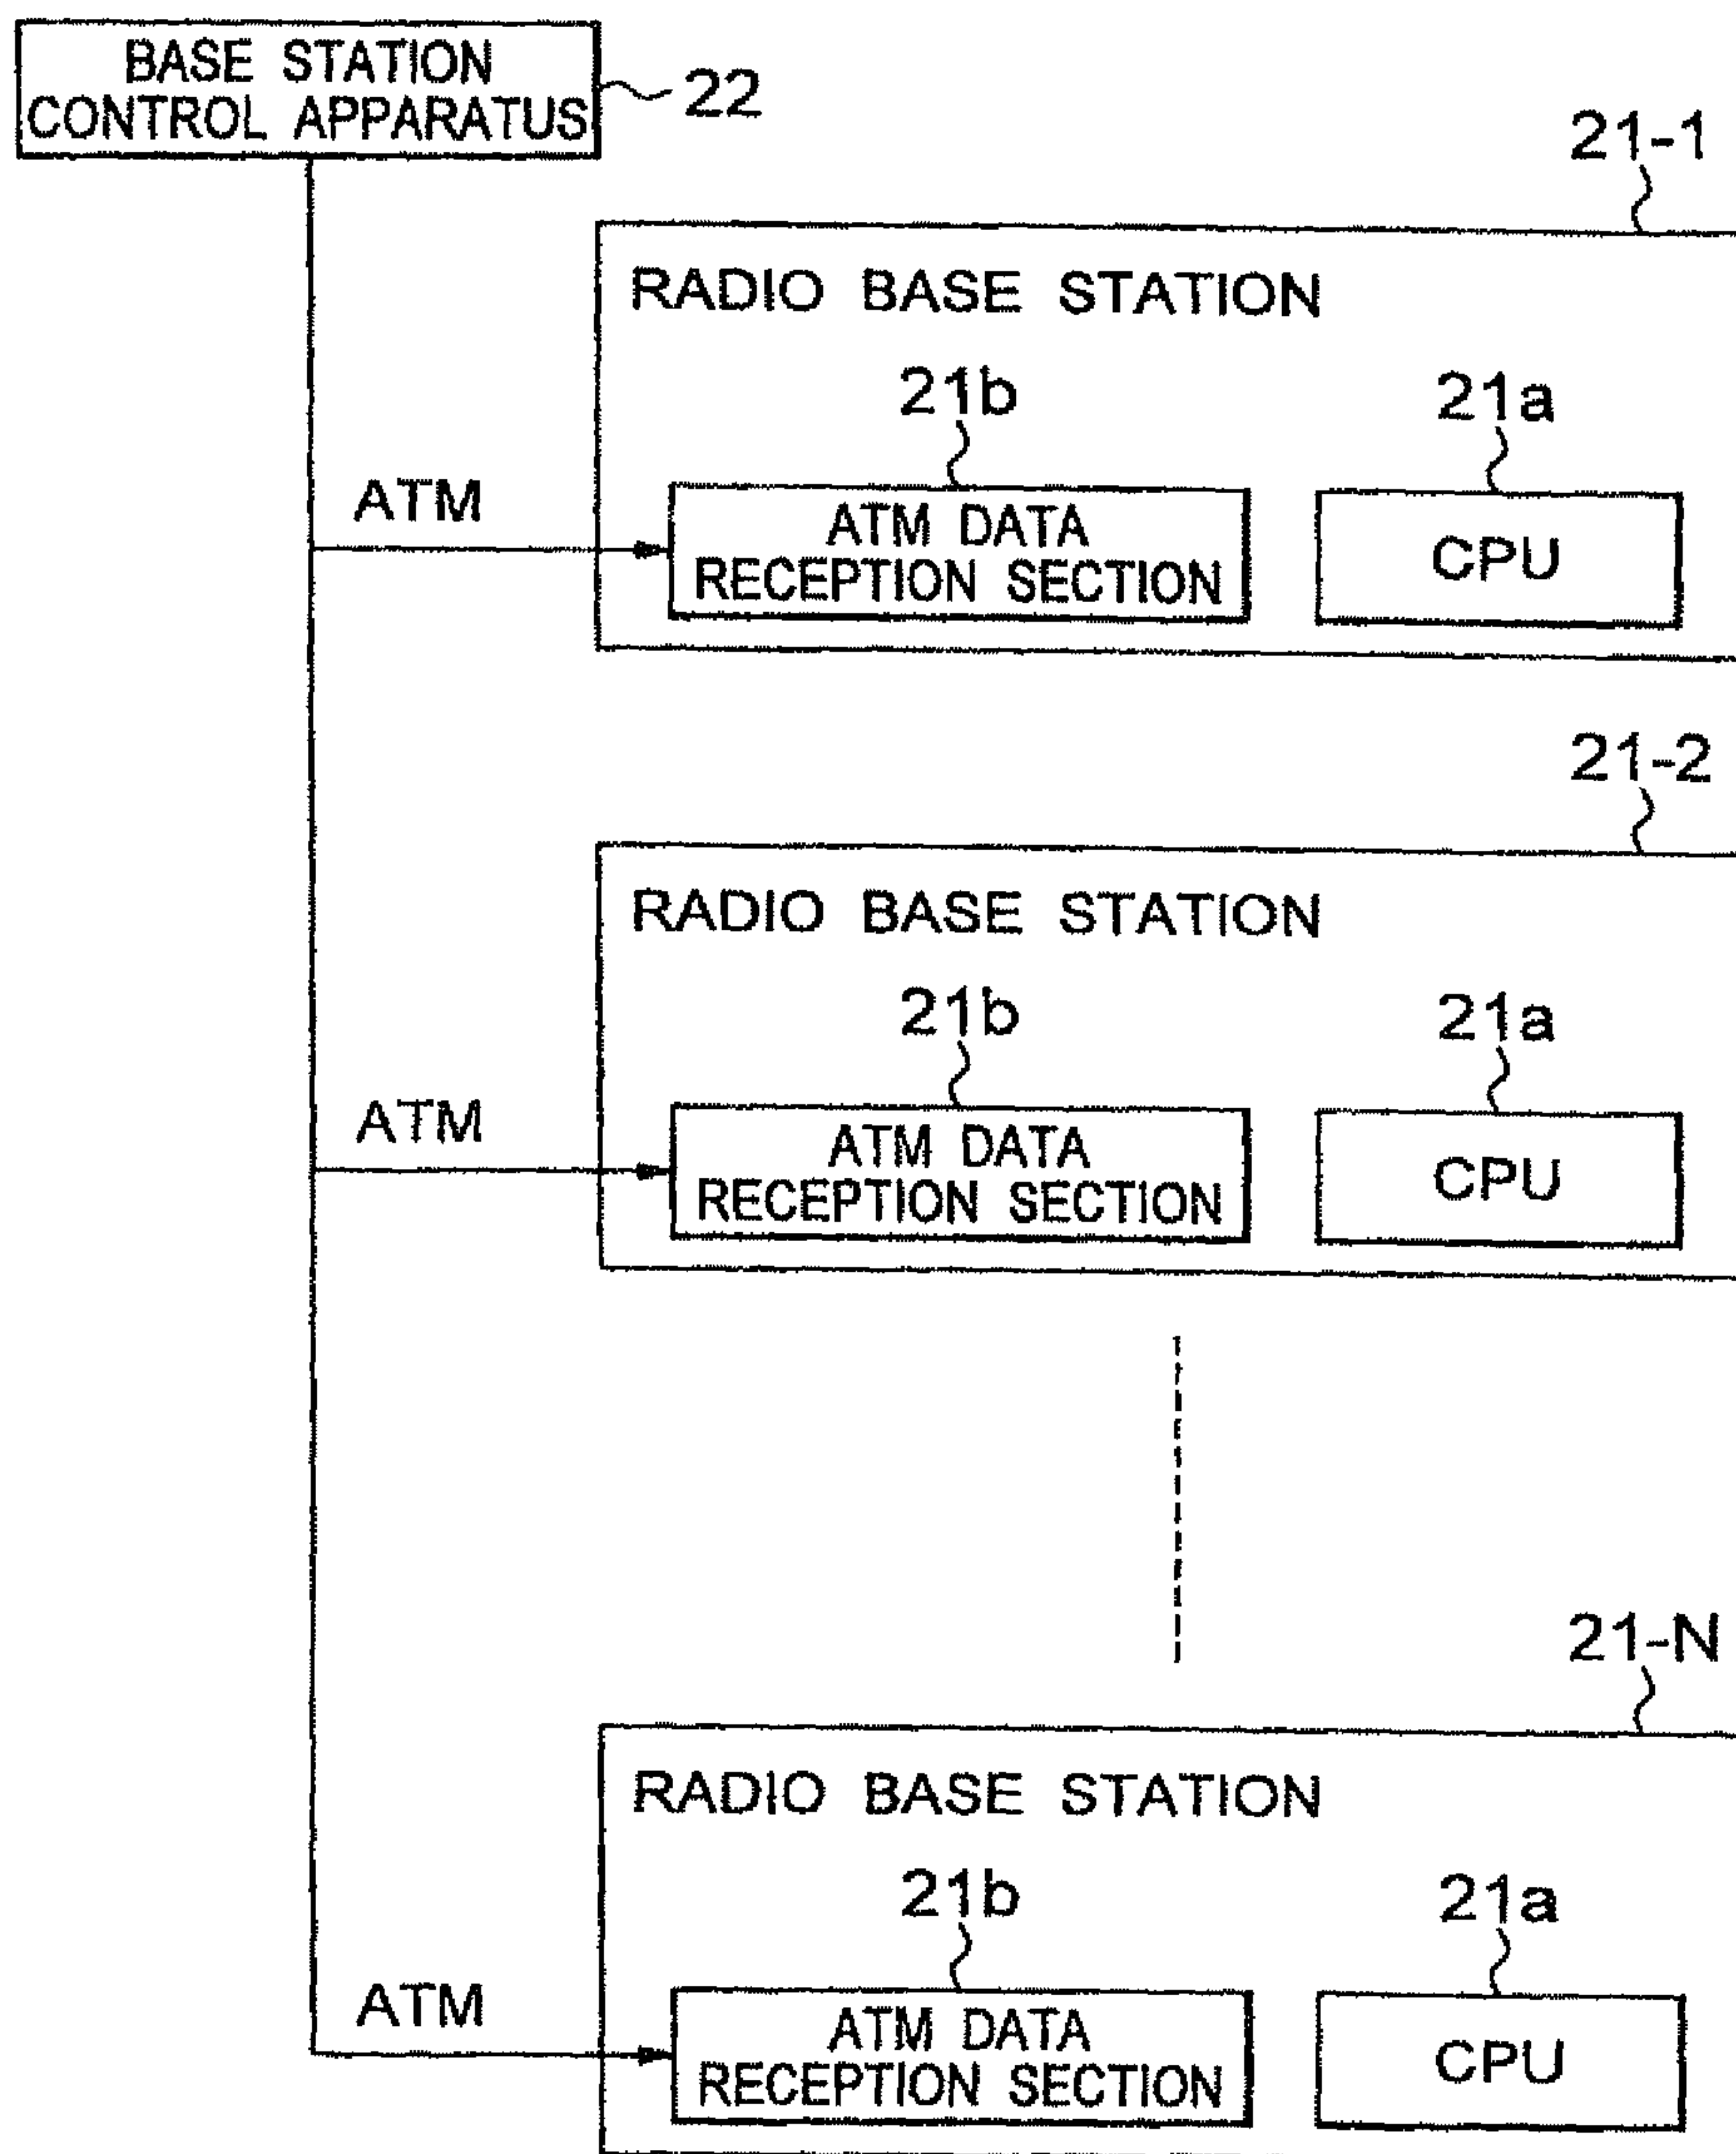 BASE STATION
CONTROL APPARATUS
22
21-1
RADIO BASE STATION
21b
21a
ATM
ATM DATA
RECEPTION SECTION
CPU
21-2
RADIO BASE STATION
21b
21a
ATM
ATM DATA
RECEPTION SECTION
CPU
21-N
RADIO BASE STATION
21b
21a
ATM
ATM DATA
RECEPTION SECTION
CPU